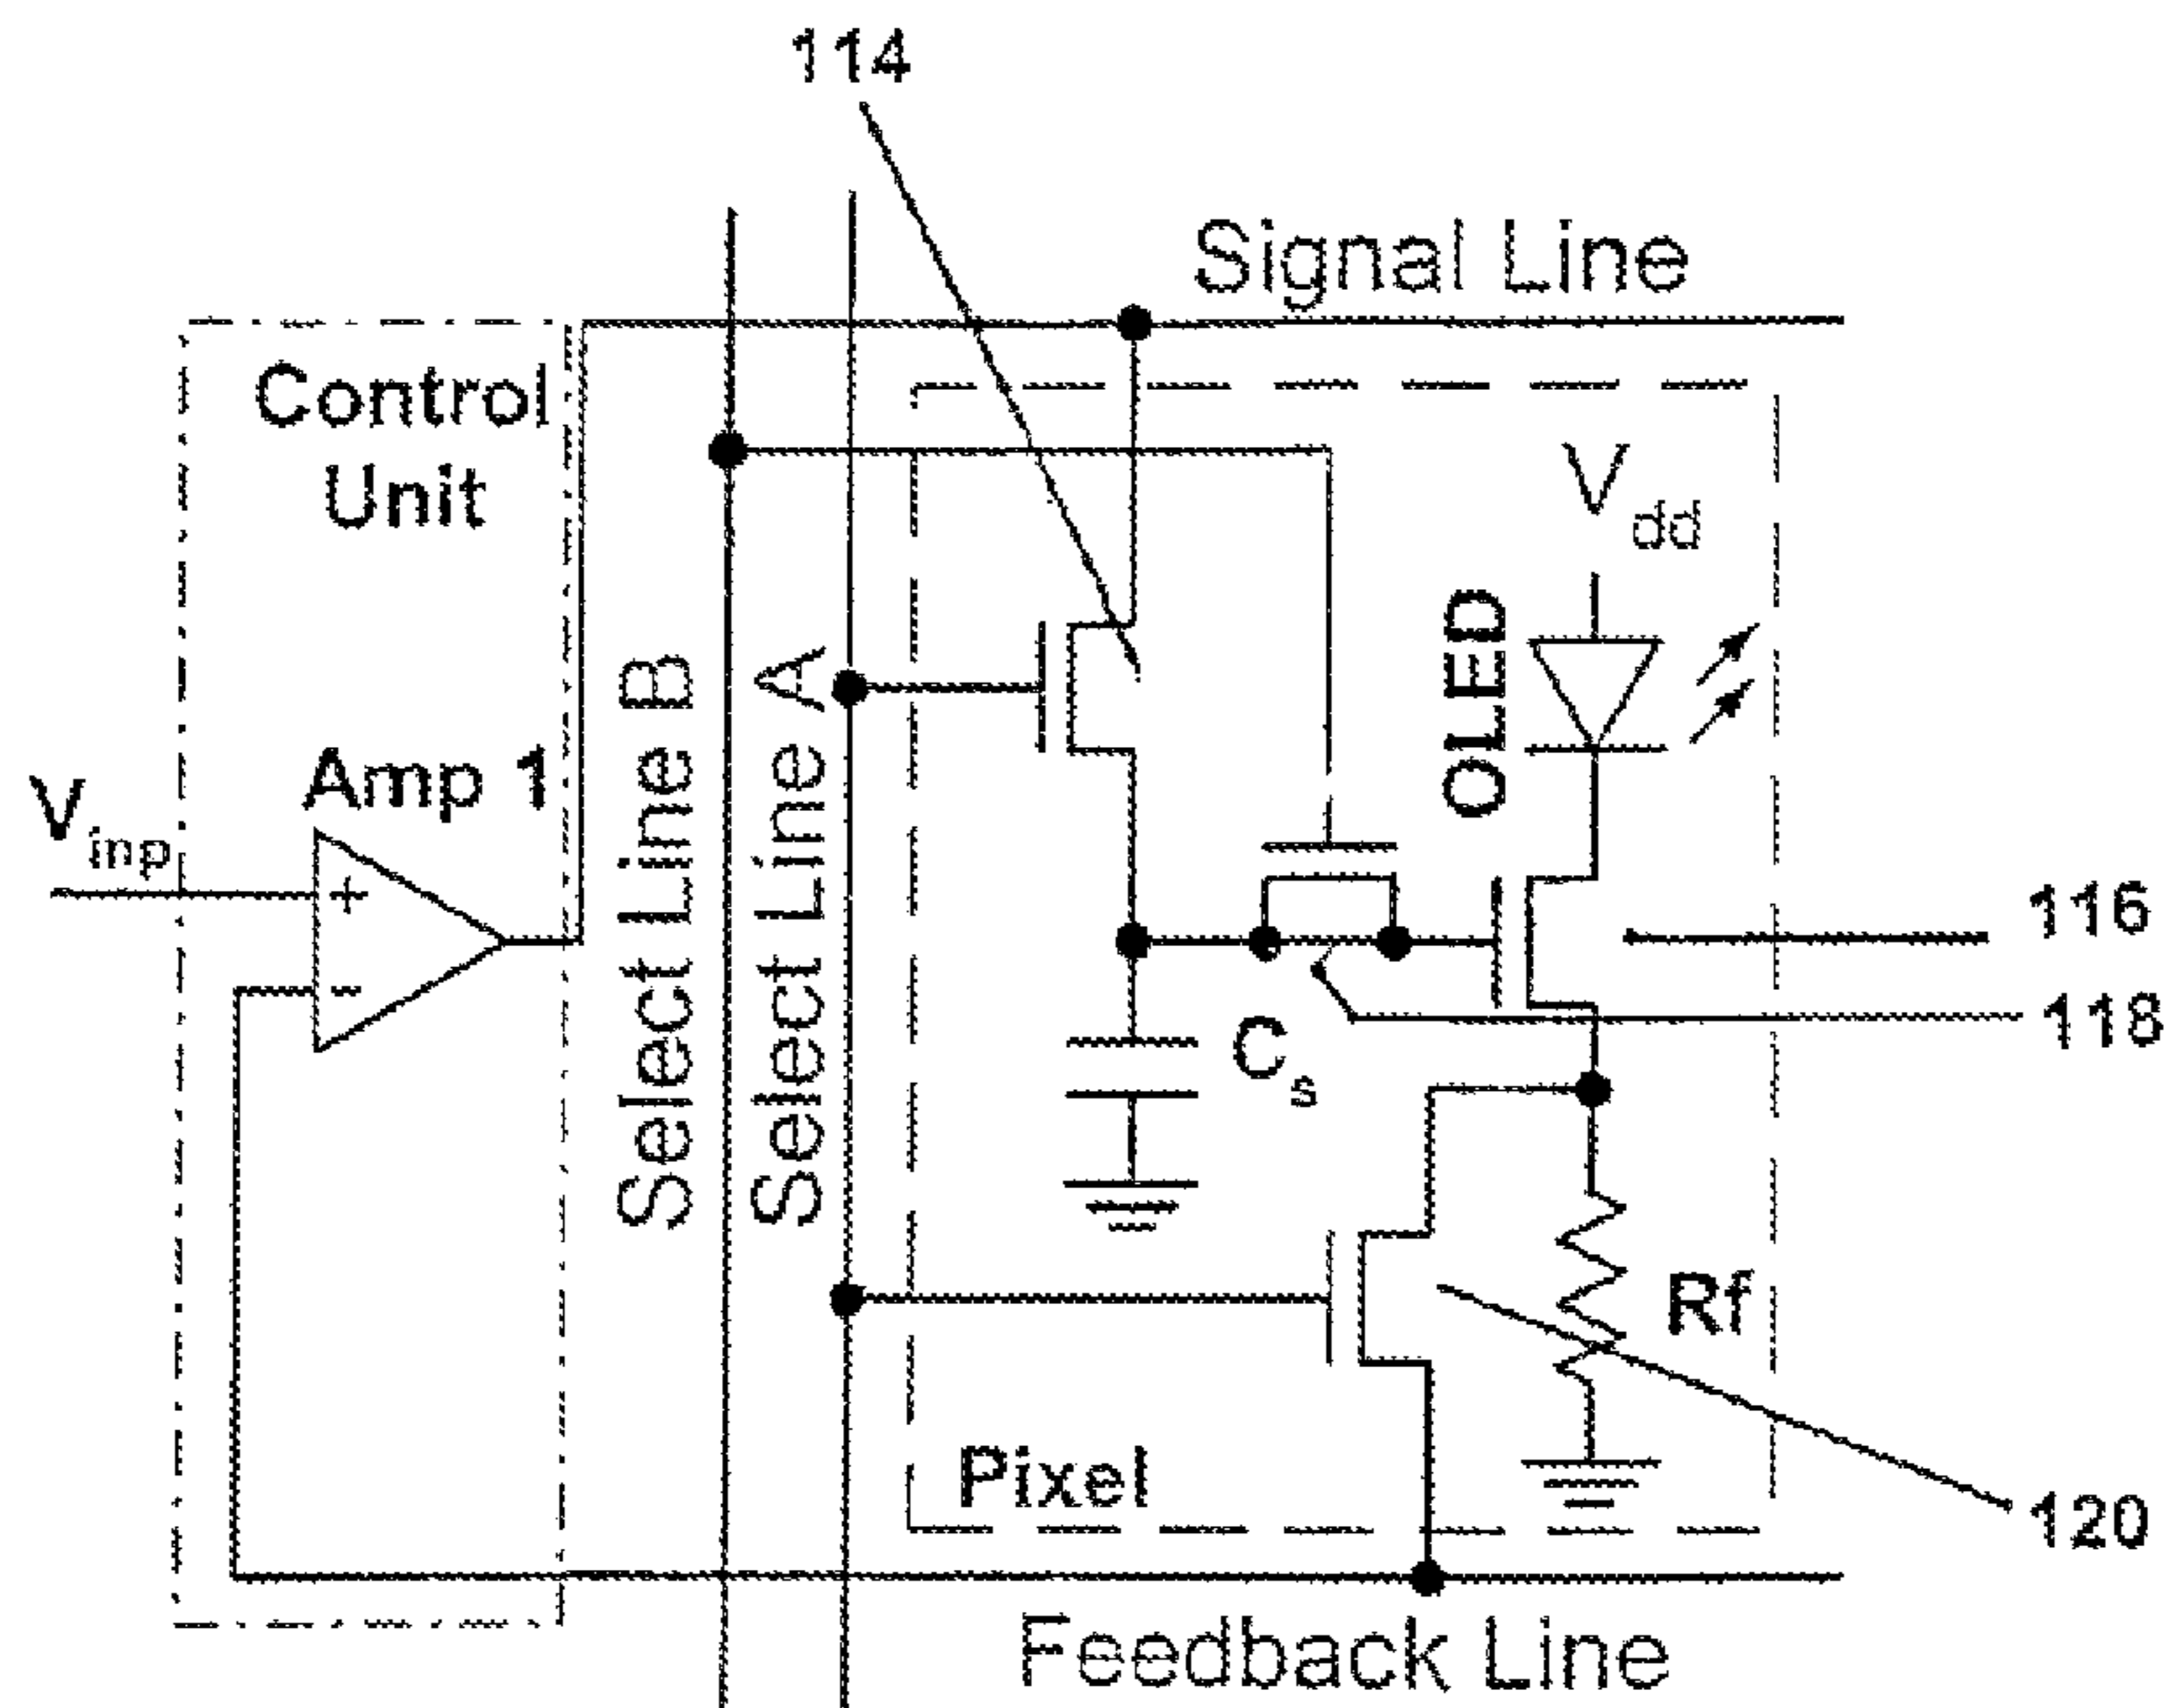 114
Signal Line
Control
Unit
V dd
OLED
Select Line B
Select Line A
Amp 1
V inp
+
-
116
118
C s
Rf
Pixel
120
Feedback Line